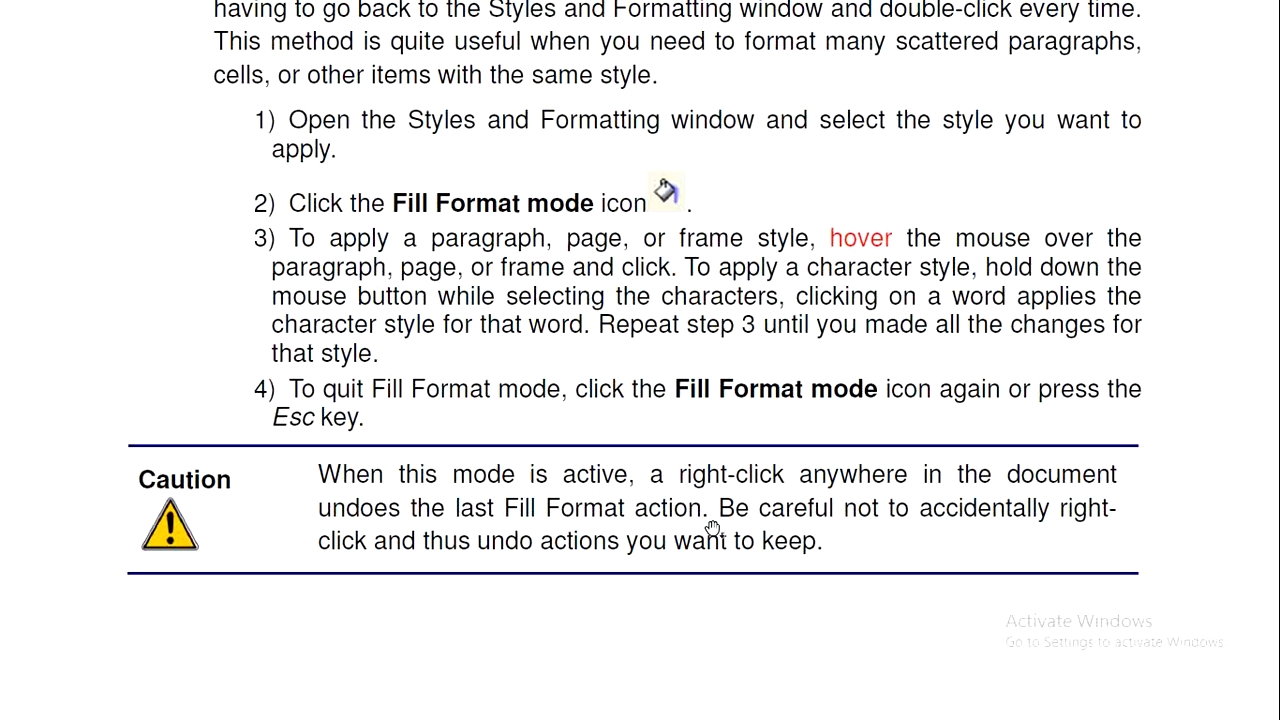 having to go back to the Styles and Formatting window and double-click every time.
This method is quite useful when you need to format many scattered paragraphs,
cells, or other items with the same style.
1) Open the Styles and Formatting window and select the style you want to
apply.
2) Click the Fill Format mode icon .
3) To apply a paragraph, page, or frame style, hover the mouse over the
paragraph, page, or frame and click. To apply a character style, hold down the
mouse button while selecting the characters, clicking on a word applies the
character style for that word. Repeat step 3 until you made all the changes for
that style.
4) To quit Fill Format mode, click the Fill Format mode icon again or press the
Esc key.
Caution
When this mode is active, a right-click anywhere in the document
undoes the last Fill Format action. Be careful not to accidentally right-
click and thus undo actions you want to keep.
Activate Windows
Go to Settings to activate Windows.